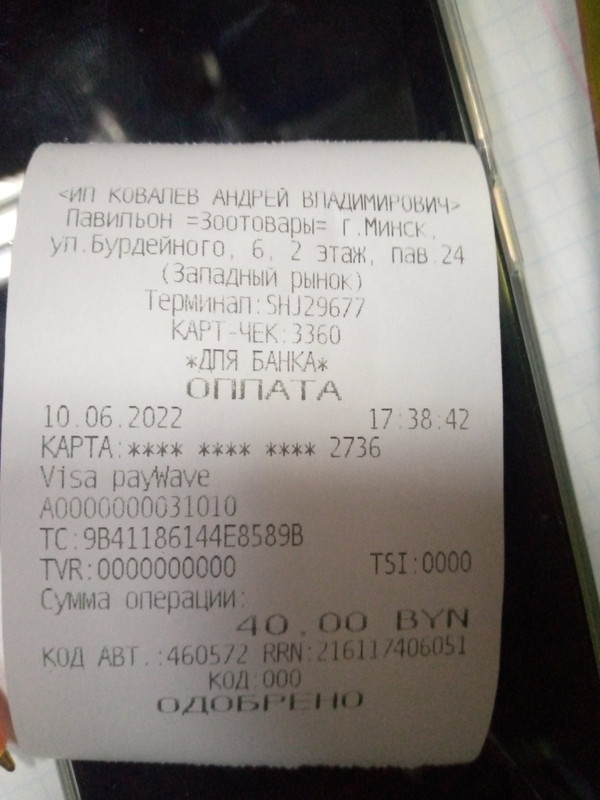 <ИП КОВАЛЕВ АНДРЕЙ ВЛАДИМИРОВИЧ>
Павильон =Зоотовары= г.Минск,
ул.Бурдейного, 6, 2 этаж, пав.24
(Западный рынок)
Терминал:SHJ29677
КАРТ-ЧЕК:3360
*ДЛЯ БАНКА*
ОПЛАТА
10.06.2022 17:38:42
КАРТА:**** **** **** 2736
Visa payWave
A0000000031010
TC:9B41186144E8589B
TVR:0000000000 TSI:0000
Сумма операции:
40.00 BYN
КОД АВТ.:460572 RRN:216117406051
КОД:000
ОДОБРЕНО